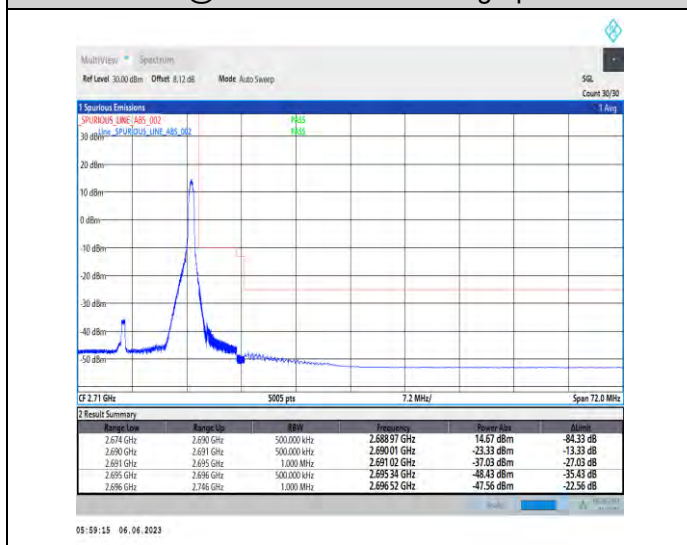 MultiView Spectrum
Ref Level 30.00 dBm Offset 8.12 dB Mode Auto Sweep SGL
Count 30/30
1 Spurious Emissions 1 Avg
_SPURIOUS_LINE_ABS_002 PASS
Line _SPURIOUS_LINE_ABS_002 PASS
30 dBm
20 dBm
10 dBm
0 dBm
-10 dBm
-20 dBm
-30 dBm
-40 dBm
-50 dBm
CF 2.71 GHz 5005 pts 7.2 MHz/ Span 72.0 MHz
2 Result Summary
Range Low Range Up RBW Frequency Power Abs ΔLimit
2.674 GHz 2.690 GHz 500.000 kHz 2.688 97 GHz 14.67 dBm -84.33 dB
2.690 GHz 2.691 GHz 500.000 kHz 2.690 01 GHz -23.33 dBm -13.33 dB
2.691 GHz 2.695 GHz 1.000 MHz 2.691 02 GHz -37.03 dBm -27.03 dB
2.695 GHz 2.696 GHz 500.000 kHz 2.695 34 GHz -48.43 dBm -35.43 dB
2.696 GHz 2.746 GHz 1.000 MHz 2.696 52 GHz -47.56 dBm -22.56 dB
05:59:15 06.06.2023